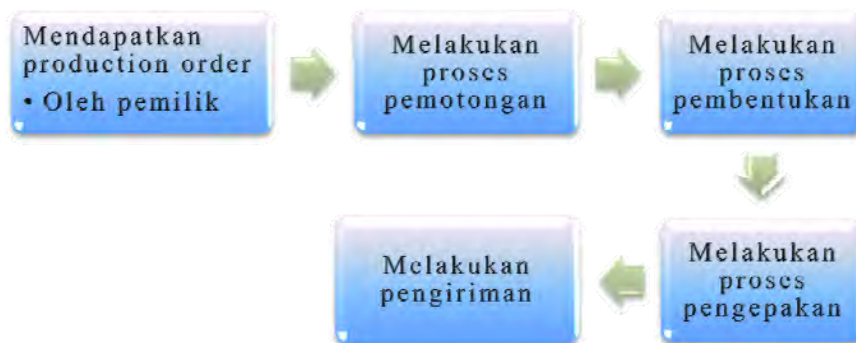 Mendapatkan
production order
• Oleh pemilik
Melakukan
proses
pemotongan
Melakukan
proses
pembentukan
Melakukan
proses
pengepakan
Melakukan
pengiriman